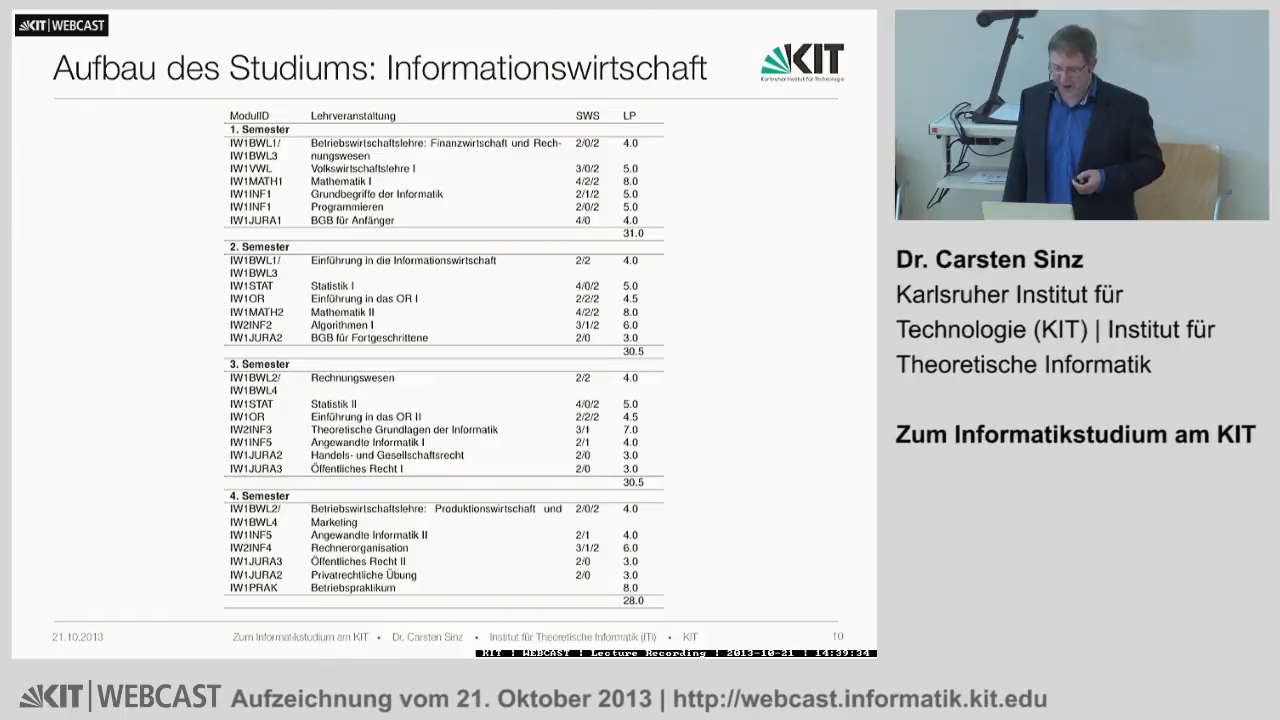 KIT | WEBCAST
Aufbau des Studiums: Informationswirtschaft
KIT
Karlsruher Institut für Technologie
ModulID Lehrveranstaltung SWS LP
1. Semester
IW1BWL1/ Betriebswirtschaftslehre: Finanzwirtschaft und Rech- 2/0/2 4.0
IW1BWL3 nungswesen
IW1VWL Volkswirtschaftslehre I 3/0/2 5.0
IW1MATH1 Mathematik I 4/2/2 8.0
IW1INF1 Grundbegriffe der Informatik 2/1/2 5.0
IW1INF1 Programmieren 2/0/2 5.0
IW1JURA1 BGB für Anfänger 4/0 4.0
31.0
2. Semester
IW1BWL1/ Einführung in die Informationswirtschaft 2/2 4.0
IW1BWL3
IW1STAT Statistik I 4/0/2 5.0
IW1OR Einführung in das OR I 2/2/2 4.5
IW1MATH2 Mathematik II 4/2/2 8.0
IW2INF2 Algorithmen I 3/1/2 6.0
IW1JURA2 BGB für Fortgeschrittene 2/0 3.0
30.5
3. Semester
IW1BWL2/ Rechnungswesen 2/2 4.0
IW1BWL4
IW1STAT Statistik II 4/0/2 5.0
IW1OR Einführung in das OR II 2/2/2 4.5
IW2INF3 Theoretische Grundlagen der Informatik 3/1 7.0
IW1INF5 Angewandte Informatik I 2/1 4.0
IW1JURA2 Handels- und Gesellschaftsrecht 2/0 3.0
IW1JURA3 Öffentliches Recht I 2/0 3.0
30.5
4. Semester
IW1BWL2/ Betriebswirtschaftslehre: Produktionswirtschaft und 2/0/2 4.0
IW1BWL4 Marketing
IW1INF5 Angewandte Informatik II 2/1 4.0
IW2INF4 Rechnerorganisation 3/1/2 6.0
IW1JURA3 Öffentliches Recht II 2/0 3.0
IW1JURA2 Privatrechtliche Übung 2/0 3.0
IW1PRAK Betriebspraktikum 8.0
28.0
21.10.2013 Zum Informatikstudium am KIT • Dr. Carsten Sinz • Institut für Theoretische Informatik (ITI) • KIT 10
KIT | WEBCAST | Lecture Recording | 2013-10-21 | 14:39:34
Dr. Carsten Sinz
Karlsruher Institut für
Technologie (KIT) | Institut für
Theoretische Informatik
Zum Informatikstudium am KIT
KIT | WEBCAST Aufzeichnung vom 21. Oktober 2013 | http://webcast.informatik.kit.edu